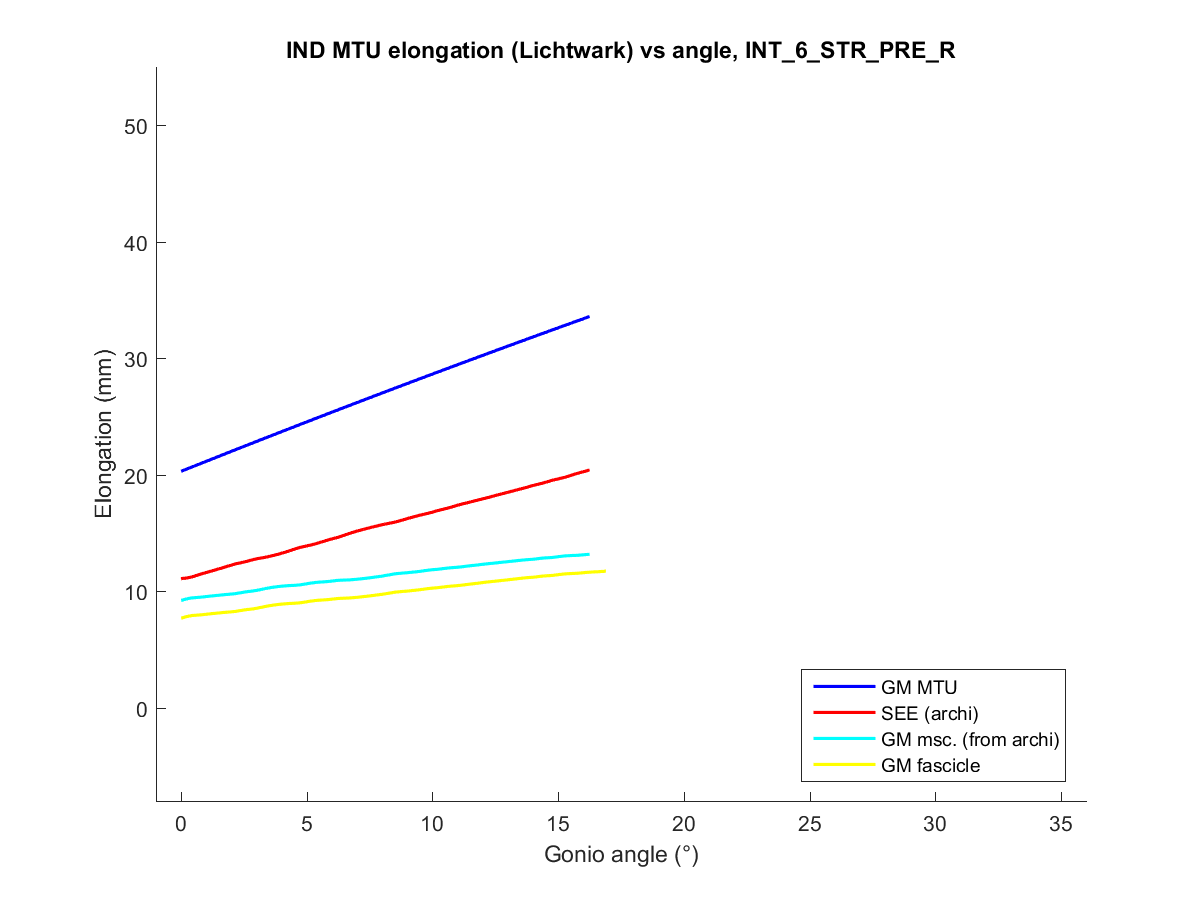 IND MTU elongation (Lichtwark) vs angle, INT_6_STR_PRE_R
Elongation (mm)
50
40
30
20
10
0
0 5 10 15 20 25 30 35
Gonio angle (°)
GM MTU
SEE (archi)
GM msc. (from archi)
GM fascicle